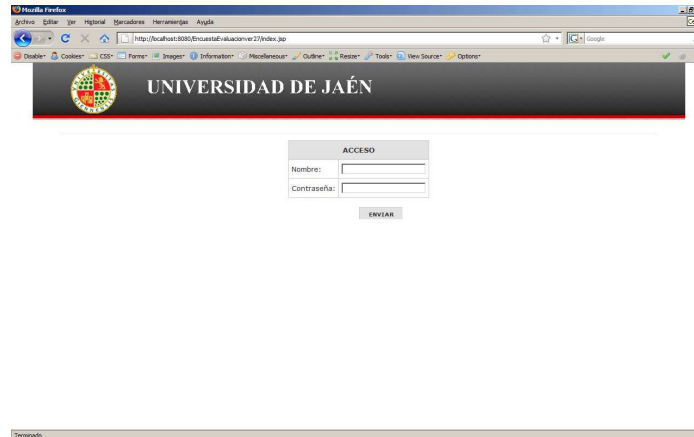 Mozilla Firefox
Archivo Editar Ver Historial Marcadores Herramientas Ayuda
http://localhost:8080/EncuestaEvaluacionver27/index.jsp
Google
Disable Cookies CSS Forms Images Information Miscellaneous Outline Resize Tools View Source Options
UNIVERSIDAD DE JAÉN
ACCESO
Nombre:
Contraseña:
ENVIAR
Terminado